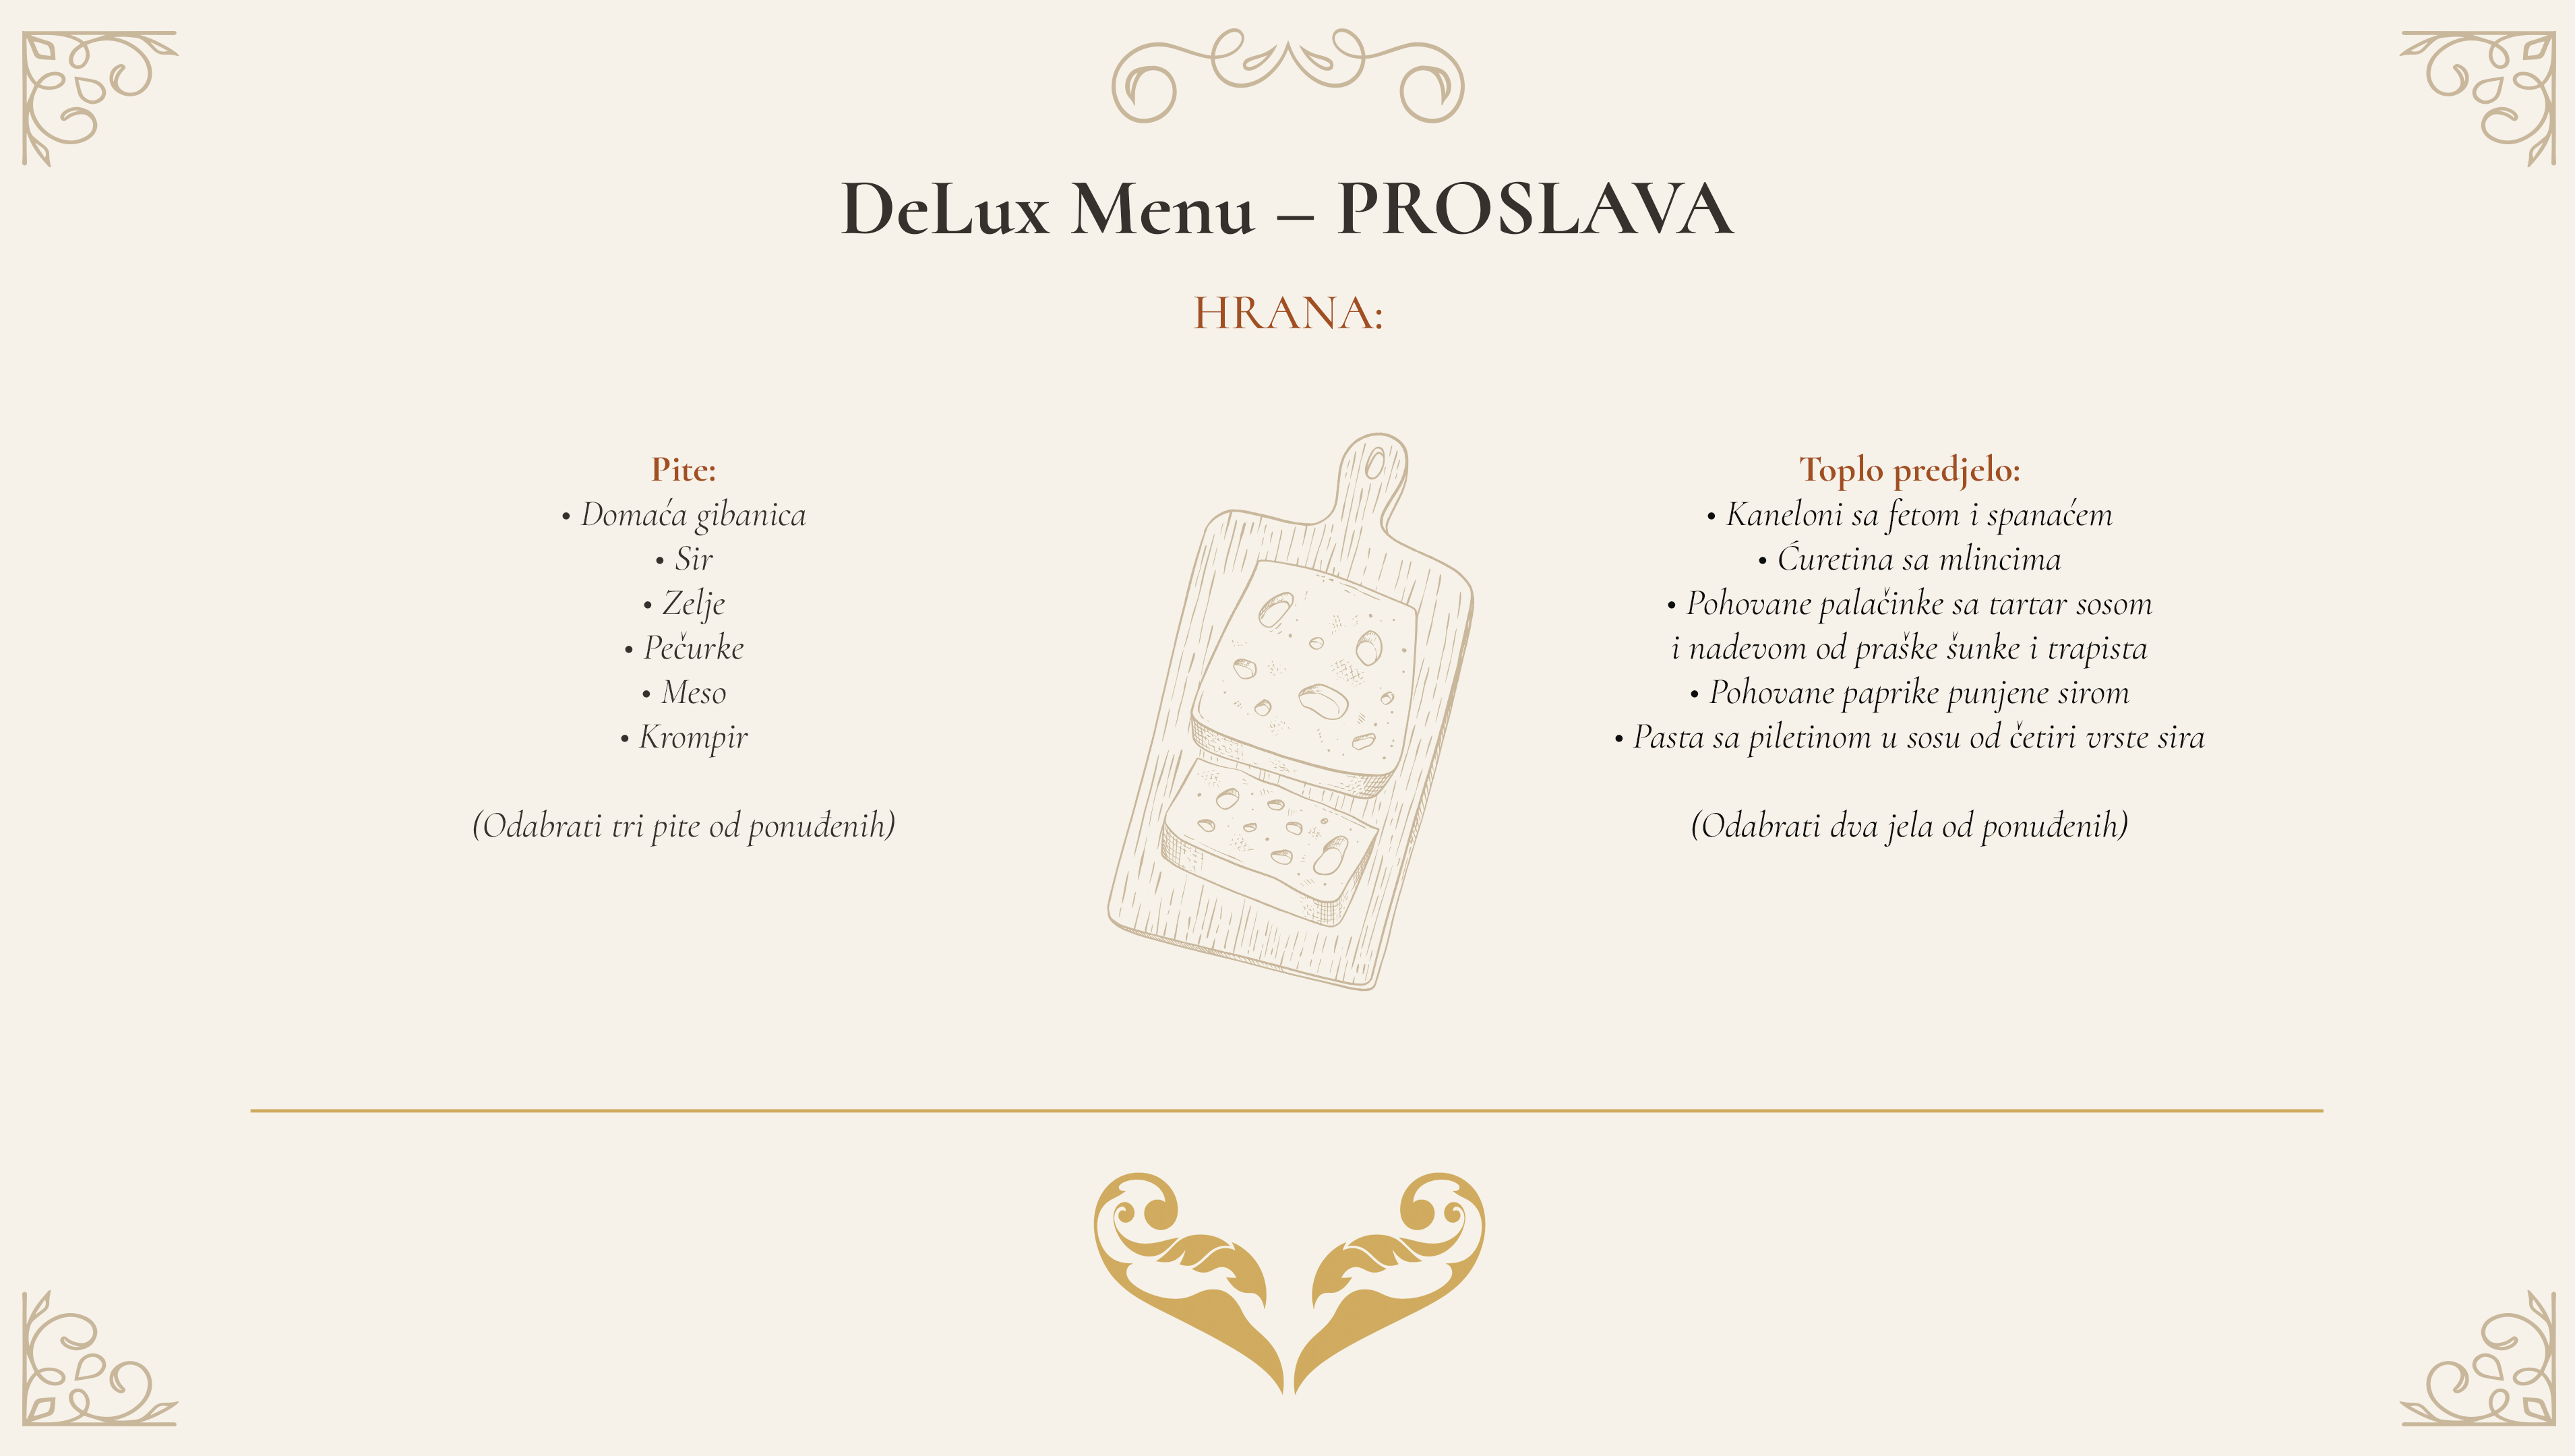 DeLux Menu – PROSLAVA
HRANA:
Pite:
• Domaća gibanica
• Sir
• Zelje
• Pečurke
• Meso
• Krompir
(Odabrati tri pite od ponuđenih)
Toplo predjelo:
• Kaneloni sa fetom i spanaćem
• Ćuretina sa mlincima
• Pohovane palačinke sa tartar sosom
i nadevom od praške šunke i trapista
• Pohovane paprike punjene sirom
• Pasta sa piletinom u sosu od četiri vrste sira
(Odabrati dva jela od ponuđenih)